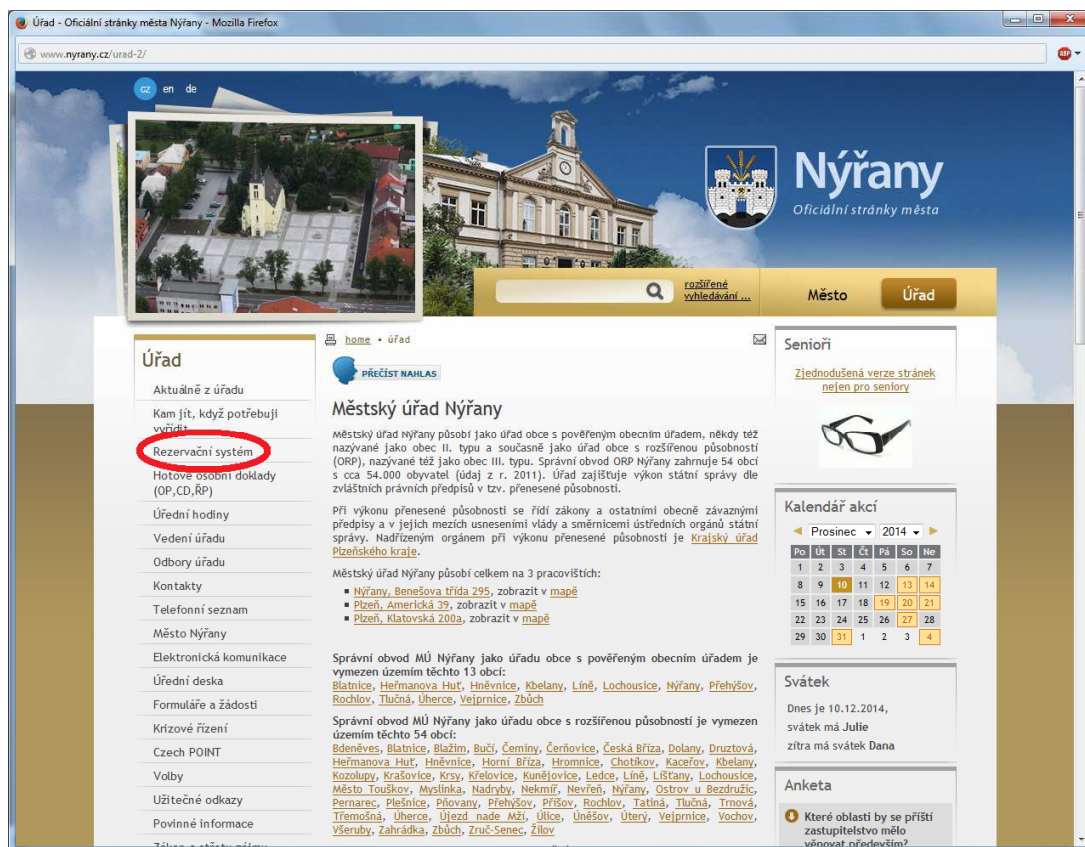 Úřad - Oficiální stránky města Nýřany - Mozilla Firefox
www.nyrany.cz/urad-2/
ABP
cz en de
Nýřany
Oficiální stránky města
rozšířené
vyhledávání ...
Město
Úřad
Úřad
Aktuálně z úřadu
Kam jít, když potřebuji
vyřídit
Rezervační systém
Hotové osobní doklady
(OP,CD,ŘP)
Úřední hodiny
Vedení úřadu
Odbory úřadu
Kontakty
Telefonní seznam
Město Nýřany
Elektronická komunikace
Úřední deska
Formuláře a žádosti
Krizové řízení
Czech POINT
Volby
Užitečné odkazy
Povinné informace
Zákon o střetu zájmu
home • úřad
PŘEČÍST NAHLAS
Městský úřad Nýřany
Městský úřad Nýřany působí jako úřad obce s pověřeným obecním úřadem, někdy též
nazývané jako obec II. typu a současně jako úřad obce s rozšířenou působností
(ORP), nazývané též jako obec III. typu. Správní obvod ORP Nýřany zahrnuje 54 obcí
s cca 54.000 obyvatel (údaj z r. 2011). Úřad zajišťuje výkon státní správy dle
zvláštních právních předpisů v tzv. přenesené působnosti.
Při výkonu přenesené působnosti se řídí zákony a ostatními obecně závaznými
předpisy a v jejich mezích usneseními vlády a směrnicemi ústředních orgánů státní
správy. Nadřízeným orgánem při výkonu přenesené působnosti je Krajský úřad
Plzeňského kraje.
Městský úřad Nýřany působí celkem na 3 pracovištích:
Nýřany, Benešova třída 295, zobrazit v mapě
Plzeň, Americká 39, zobrazit v mapě
Plzeň, Klatovská 200a, zobrazit v mapě
Správní obvod MÚ Nýřany jako úřadu obce s pověřeným obecním úřadem je
vymezen územím těchto 13 obcí:
Blatnice, Heřmanova Huť, Hněvnice, Kbelany, Líně, Lochousice, Nýřany, Přehýšov,
Rochlov, Tlučná, Úherce, Vejprnice, Zbůch
Správní obvod MÚ Nýřany jako úřadu obce s rozšířenou působností je vymezen
územím těchto 54 obcí:
Bdeněves, Blatnice, Blažim, Bučí, Čeminy, Čerňovice, Česká Bříza, Dolany, Druztová,
Heřmanova Huť, Hněvnice, Horní Bříza, Hromnice, Chotíkov, Kaceřov, Kbelany,
Kozolupy, Krašovice, Krsy, Křelovice, Kunějovice, Ledce, Líně, Líšťany, Lochousice,
Město Touškov, Myslinka, Nadryby, Nekmíř, Nevřeň, Nýřany, Ostrov u Bezdružic,
Pernarec, Plešnice, Pňovany, Přehýšov, Příšov, Rochlov, Tatiná, Tlučná, Trnová,
Třemošná, Úherce, Újezd nade Mží, Úlice, Úněšov, Úterý, Vejprnice, Vochov,
Všeruby, Zahrádka, Zbůch, Zruč-Senec, Žilov
Senioři
Zjednodušená verze stránek
nejen pro seniory
Kalendář akcí
Prosinec 2014
Po Út St Čt Pá So Ne
1 2 3 4 5 6 7
8 9 10 11 12 13 14
15 16 17 18 19 20 21
22 23 24 25 26 27 28
29 30 31 1 2 3 4
Svátek
Dnes je 10.12.2014,
svátek má Julie
zítra má svátek Dana
Anketa
Které oblasti by se příští
zastupitelstvo mělo
věnovat především?